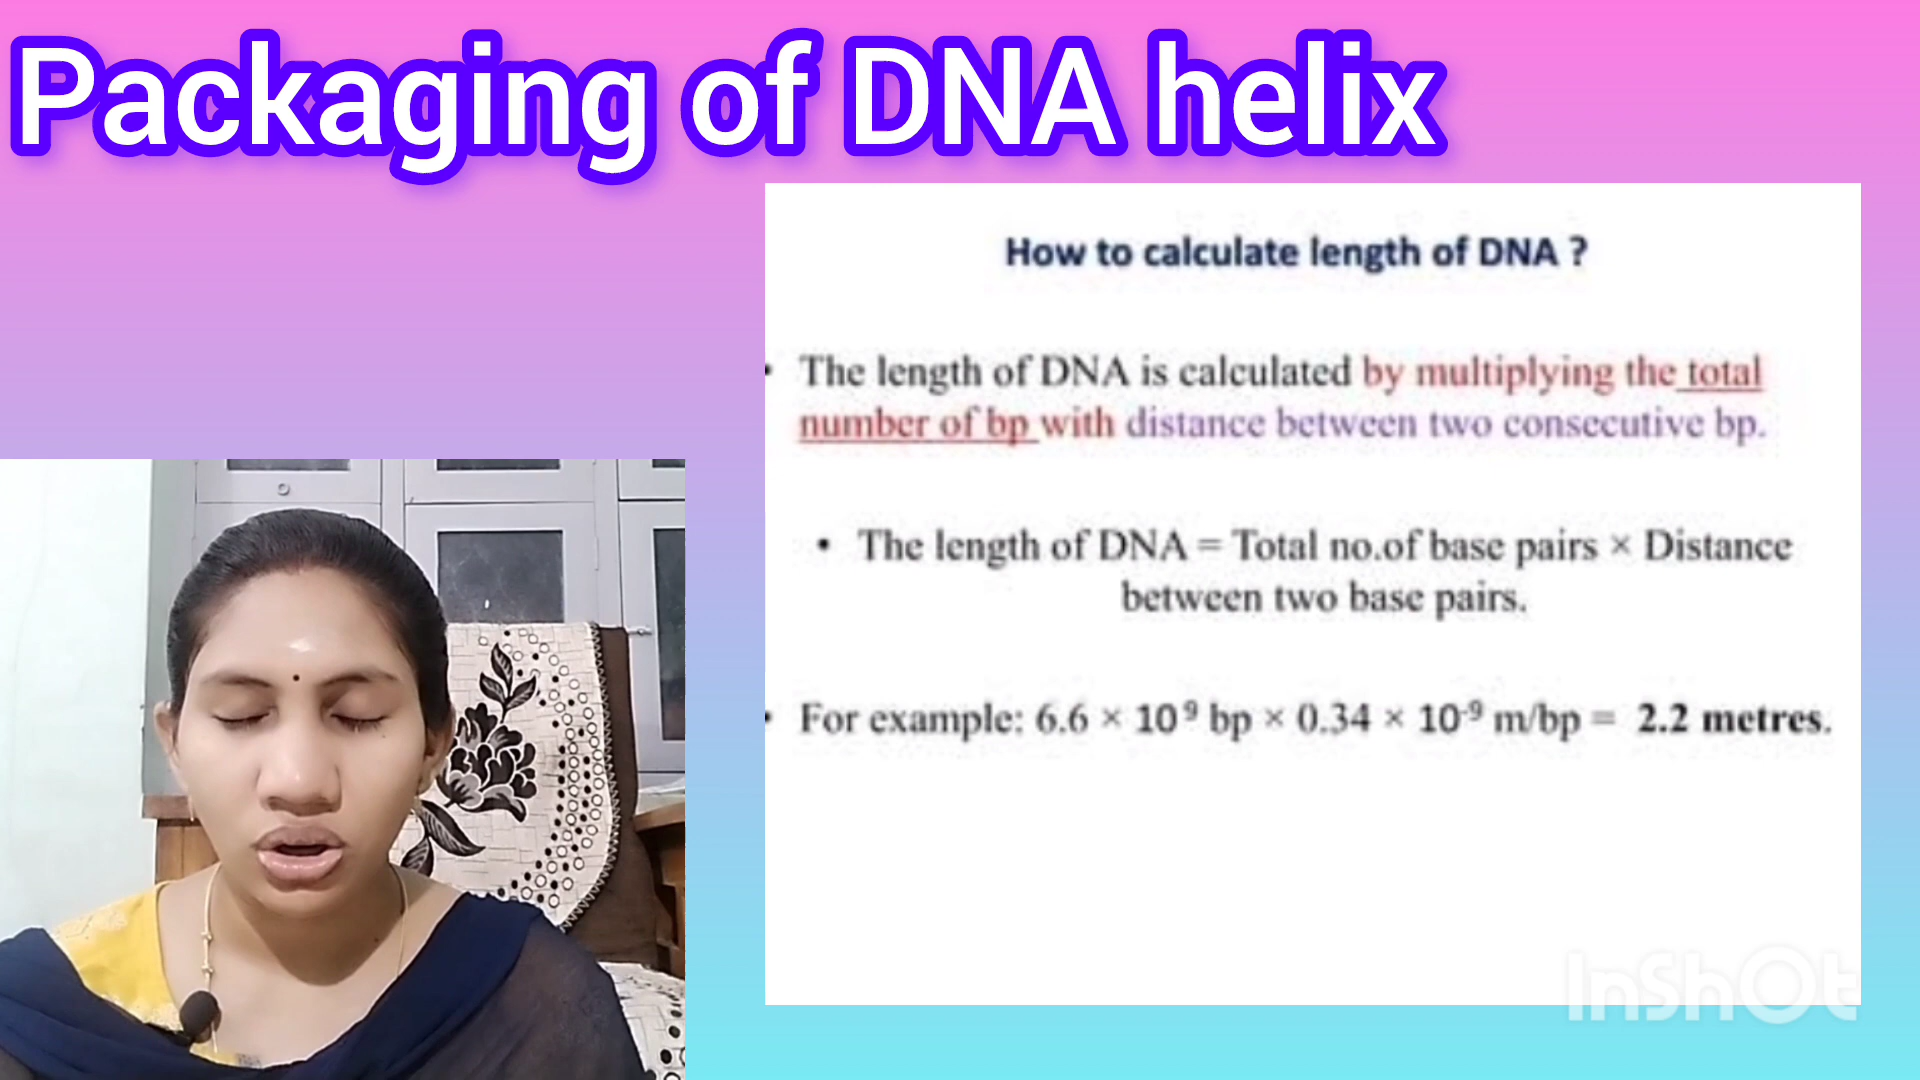 Packaging of DNA helix
How to calculate length of DNA ?
• The length of DNA is calculated by multiplying the total
number of bp with distance between two consecutive bp.
• The length of DNA = Total no.of base pairs × Distance
between two base pairs.
• For example: 6.6 × 10⁹ bp × 0.34 × 10⁻⁹ m/bp = 2.2 metres.
InShOt